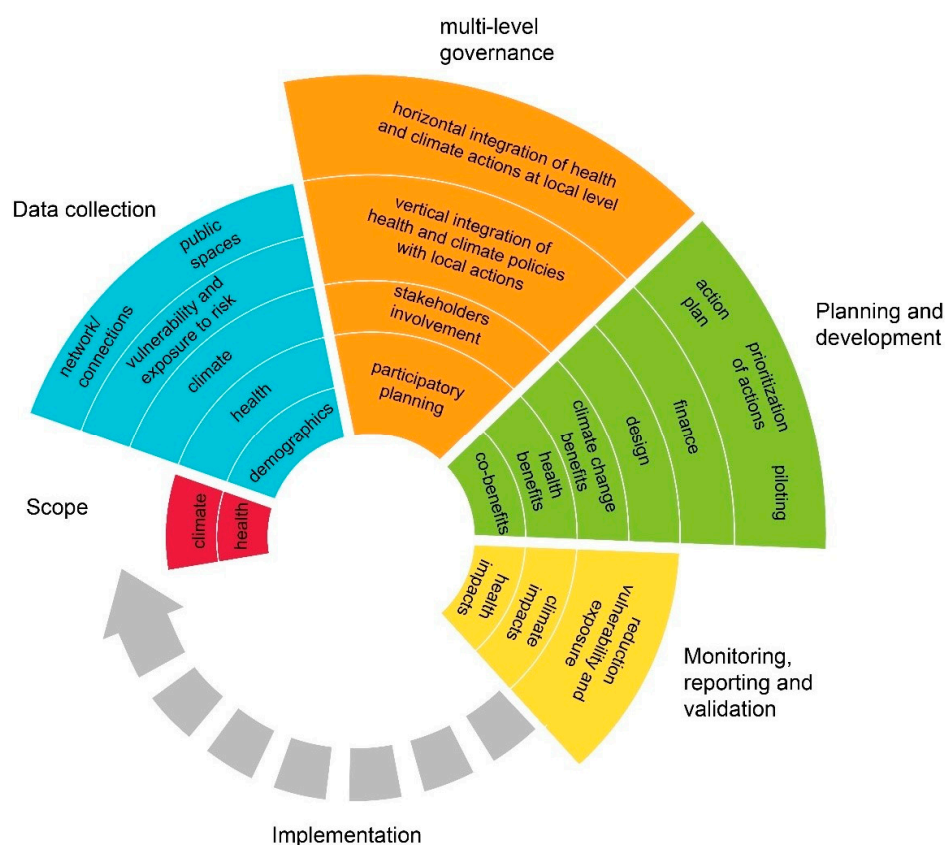 multi-level
governance
horizontal integration of health
and climate actions at local level
vertical integration of
health and climate policies
with local actions
stakeholders
involvement
participatory
planning
Data collection
public
spaces
network/
connections
vulnerability and
exposure to risk
climate
health
demographics
Scope
climate
health
Planning and
development
action
plan
prioritization
of actions
piloting
finance
design
climate change
benefits
health
benefits
co-benefits
Monitoring,
reporting and
validation
health
impacts
climate
impacts
reduction
vulnerability and
exposure
Implementation